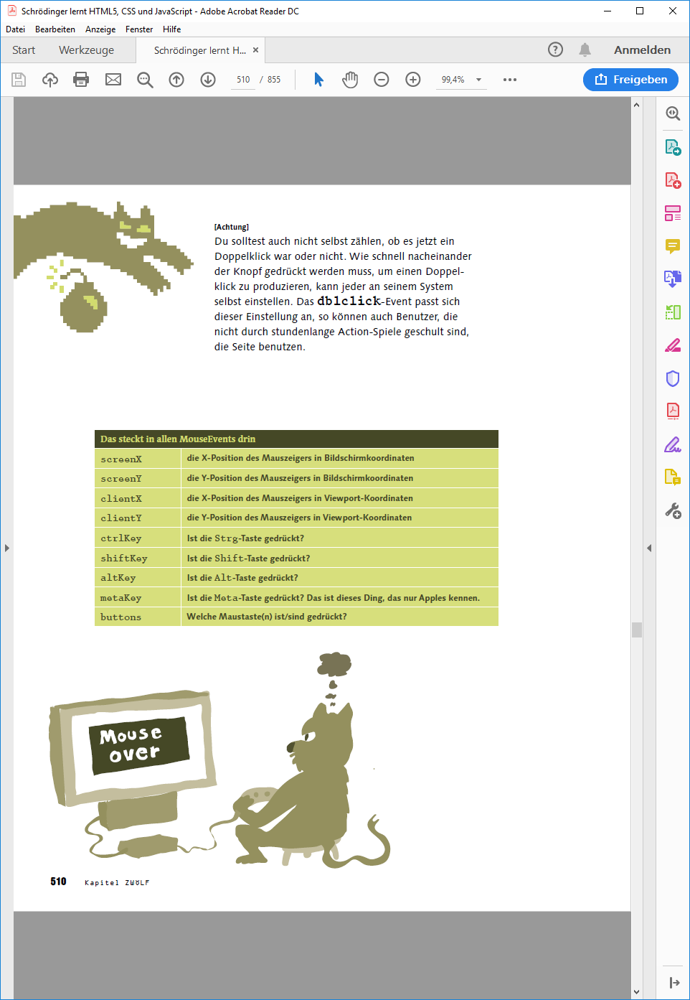 Schrödinger lernt HTML5, CSS und JavaScript - Adobe Acrobat Reader DC
Datei Bearbeiten Anzeige Fenster Hilfe
Start Werkzeuge Schrödinger lernt H... × Anmelden
510 / 855 99,4% Freigeben
[Achtung]
Du solltest auch nicht selbst zählen, ob es jetzt ein
Doppelklick war oder nicht. Wie schnell nacheinander
der Knopf gedrückt werden muss, um einen Doppel-
klick zu produzieren, kann jeder an seinem System
selbst einstellen. Das dblclick-Event passt sich
dieser Einstellung an, so können auch Benutzer, die
nicht durch stundenlange Action-Spiele geschult sind,
die Seite benutzen.
Das steckt in allen MouseEvents drin
screenX die X-Position des Mauszeigers in Bildschirmkoordinaten
screenY die Y-Position des Mauszeigers in Bildschirmkoordinaten
clientX die X-Position des Mauszeigers in Viewport-Koordinaten
clientY die Y-Position des Mauszeigers in Viewport-Koordinaten
ctrlKey Ist die Strg-Taste gedrückt?
shiftKey Ist die Shift-Taste gedrückt?
altKey Ist die Alt-Taste gedrückt?
metaKey Ist die Meta-Taste gedrückt? Das ist dieses Ding, das nur Apples kennen.
buttons Welche Maustaste(n) ist/sind gedrückt?
Mouse
over
510 Kapitel ZWÖLF